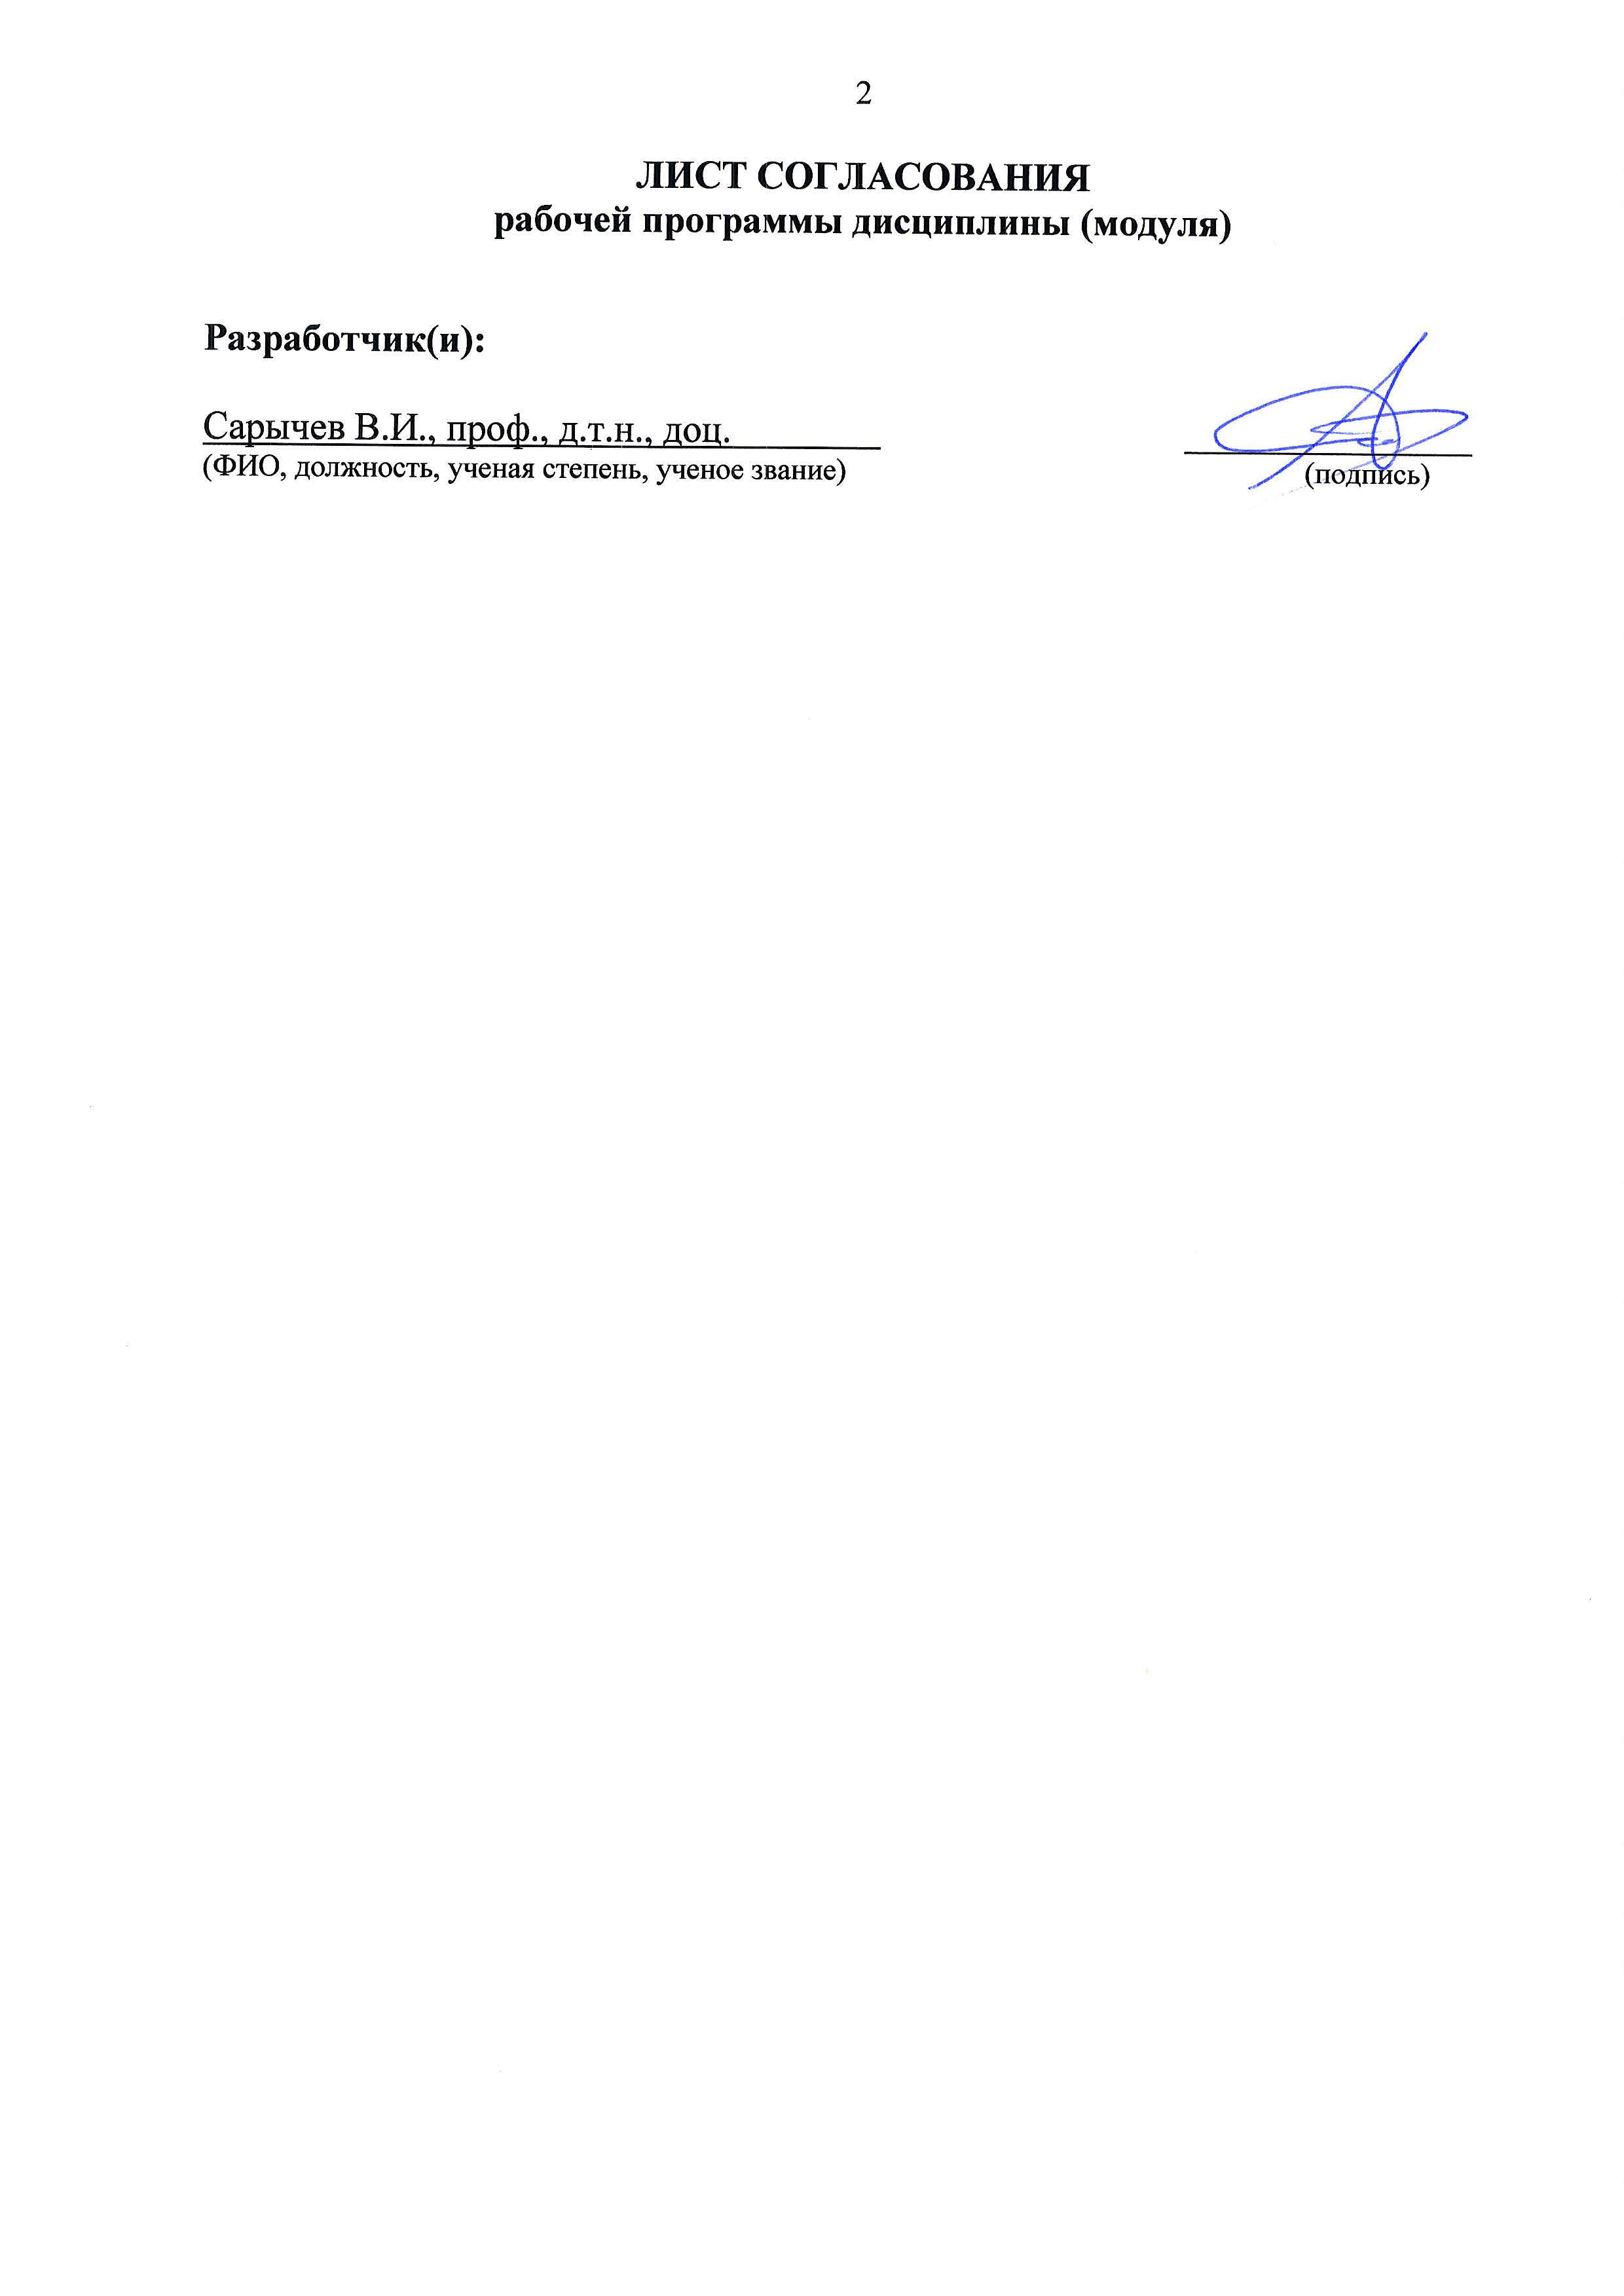 2
ЛИСТ СОГЛАСОВАНИЯ
рабочей программы дисциплины (модуля)
Разработчик(и):
Сарычев В.И., проф., д.т.н., доц.
(ФИО, должность, ученая степень, ученое звание)
(подпись)